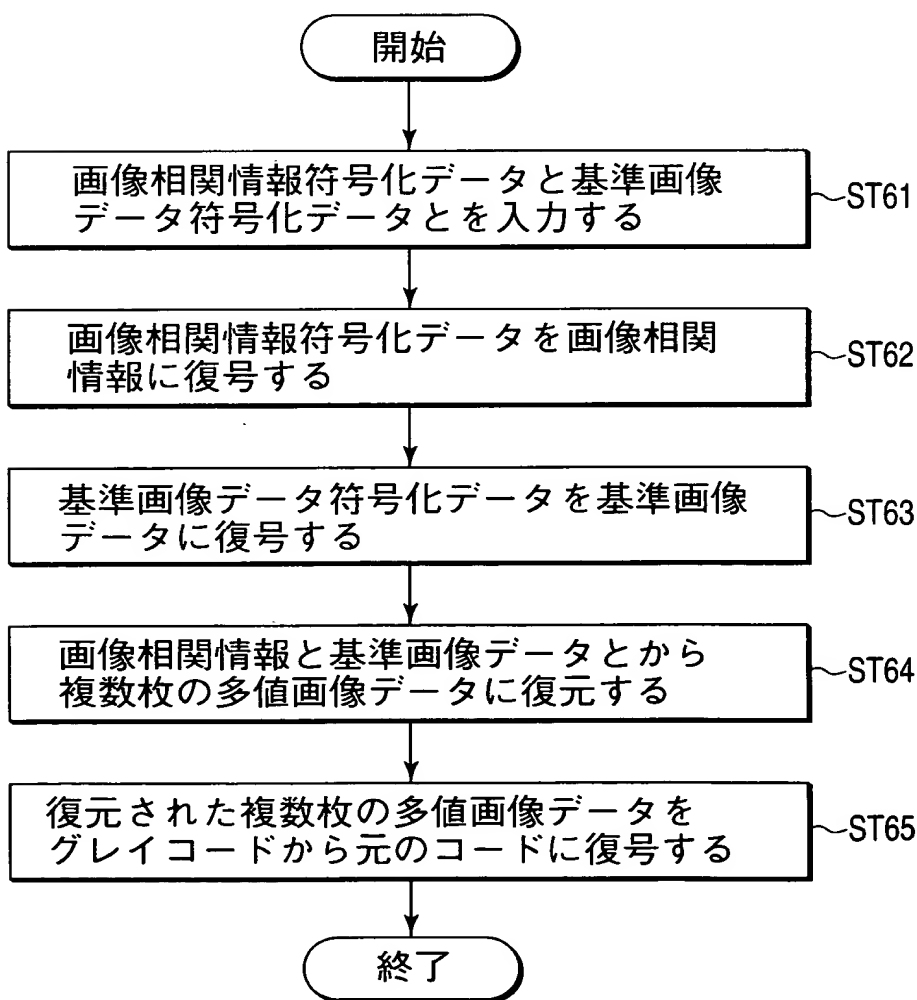 開始
画像相関情報符号化データと基準画像
データ符号化データとを入力する
ST61
画像相関情報符号化データを画像相関
情報に復号する
ST62
基準画像データ符号化データを基準画像
データに復号する
ST63
画像相関情報と基準画像データとから
複数枚の多値画像データに復元する
ST64
復元された複数枚の多値画像データを
グレイコードから元のコードに復号する
ST65
終了